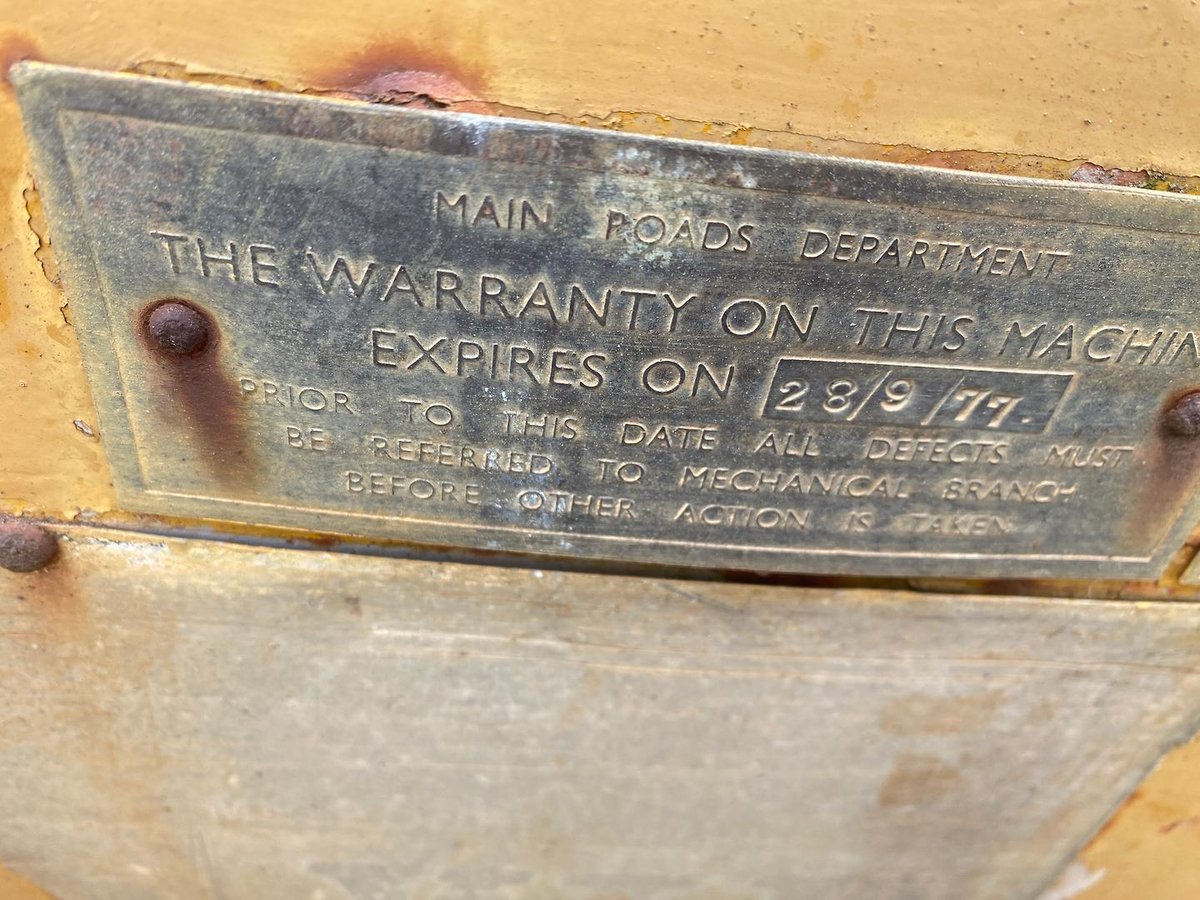 MAIN ROADS DEPARTMENT
THE WARRANTY ON THIS MACHIN
EXPIRES ON 28/9/77.
PRIOR TO THIS DATE ALL DEFECTS MUST
BE REFERRED TO MECHANICAL BRANCH
BEFORE OTHER ACTION IS TAKEN